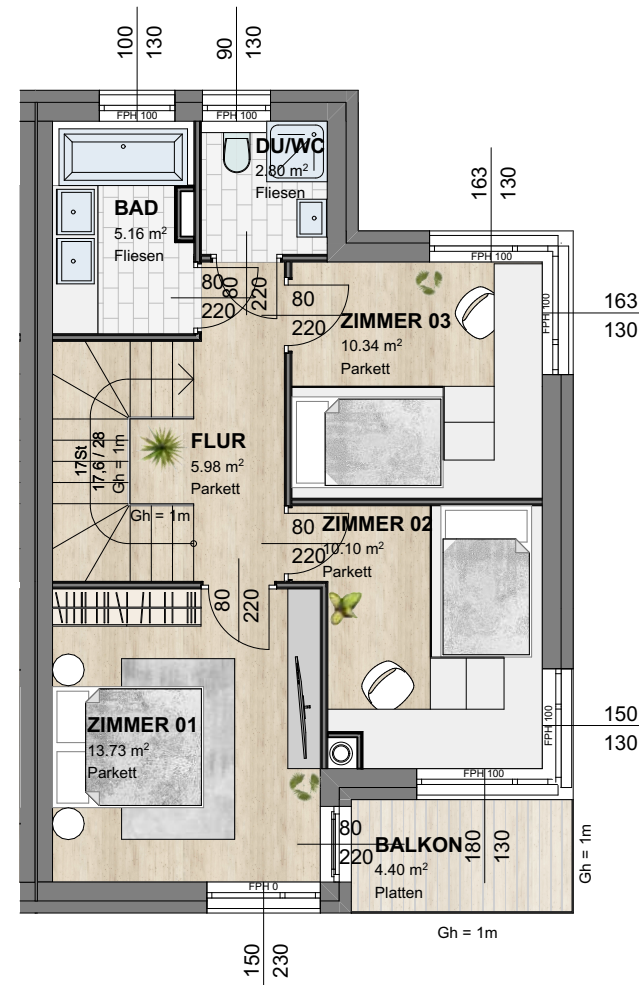 100
130
90
130
FPH 100
FPH 100
DU/WC
2.80 m²
Fliesen
BAD
5.16 m²
Fliesen
163
130
FPH 100
FPH 100
163
130
80
220
80
220
80
220
ZIMMER 03
10.34 m²
Parkett
FLUR
5.98 m²
Parkett
17St
17,6 / 28
Gh = 1m
Gh = 1m
80
220
ZIMMER 02
10.10 m²
Parkett
80
220
ZIMMER 01
13.73 m²
Parkett
FPH 100
150
130
FPH 100
80
220
BALKON
4.40 m²
Platten
180
130
Gh = 1m
Gh = 1m
FPH 0
150
230